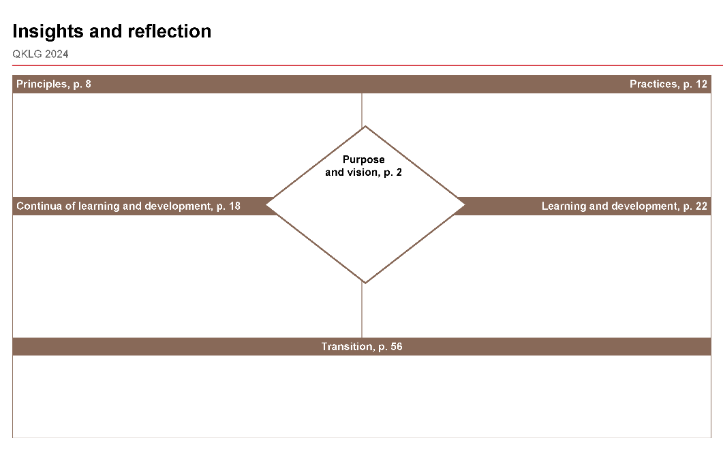 Insights and reflection
QKLG 2024
Principles, p. 8
Practices, p. 12
Purpose
and vision, p. 2
Continua of learning and development, p. 18
Learning and development, p. 22
Transition, p. 56